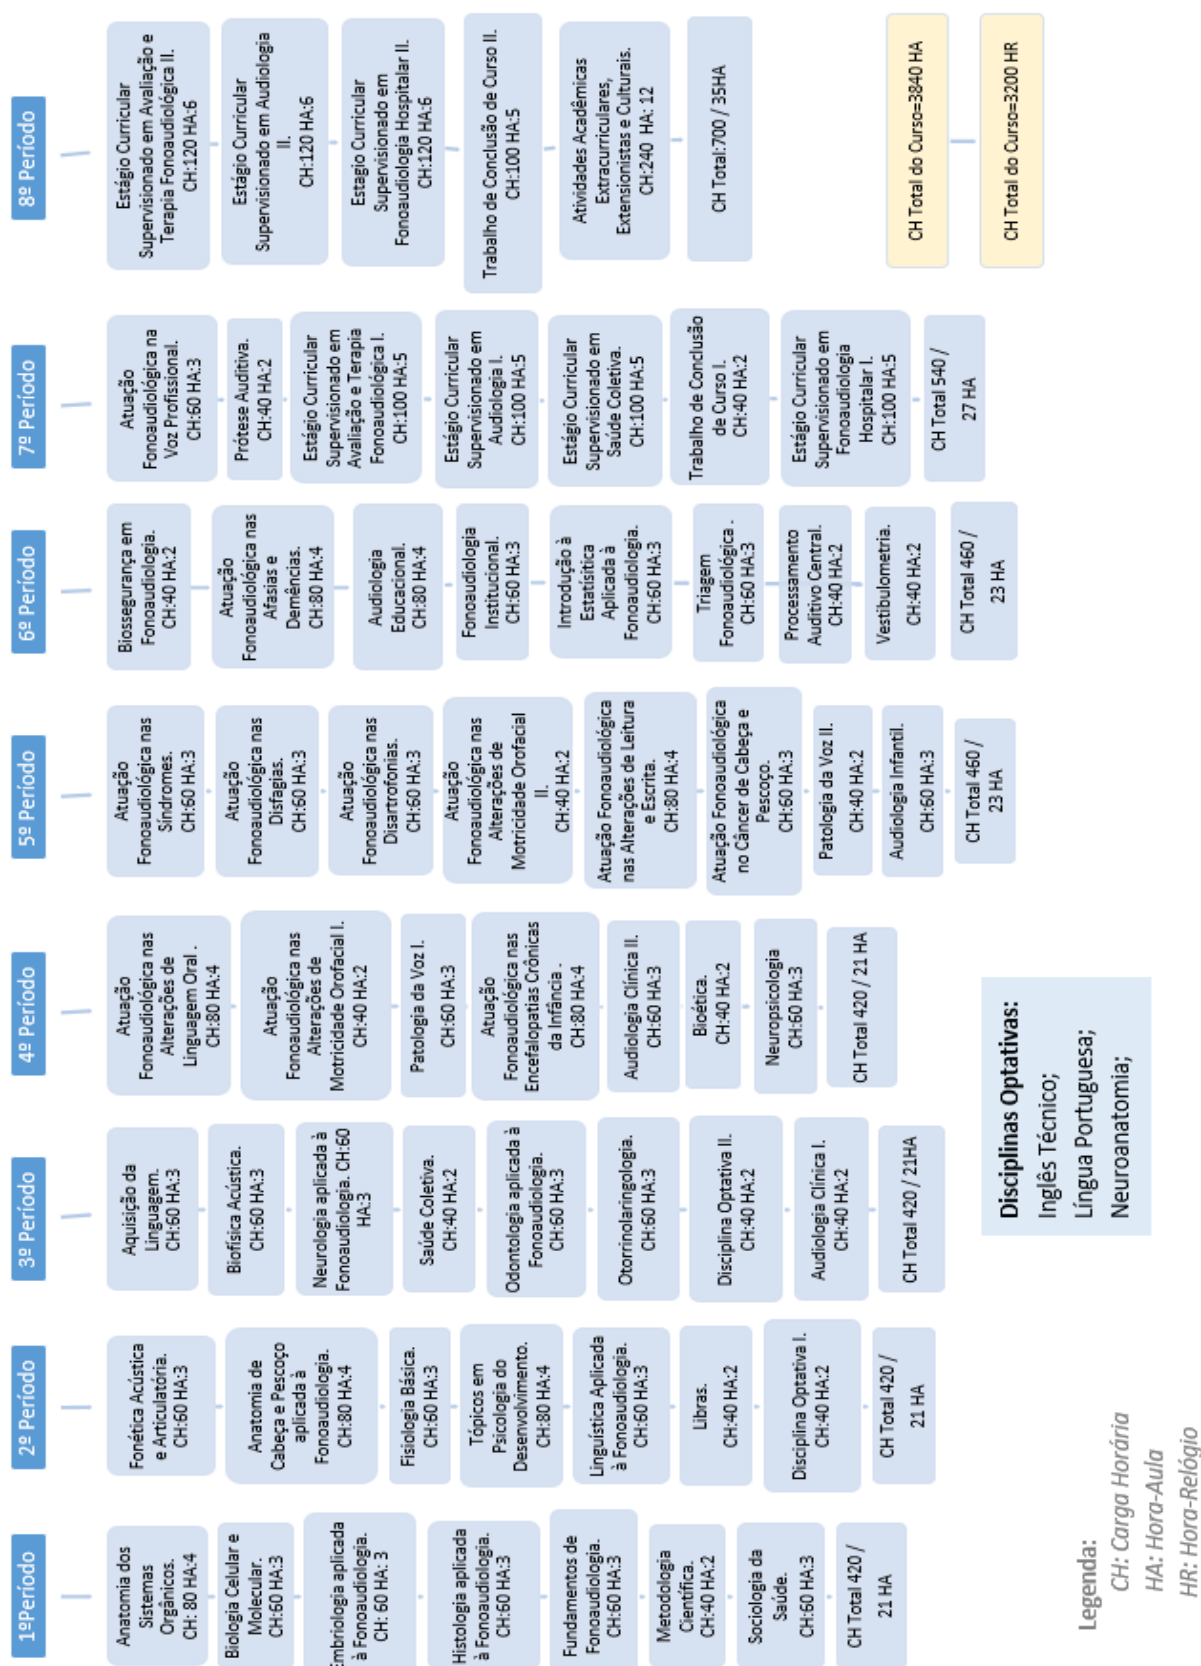 1ºPeríodo
Anatomia dos
Sistemas
Orgânicos.
CH: 80 HA:4
Biologia Celular e
Molecular.
CH:60 HA:3
Embriologia aplicada
à Fonoaudiologia.
CH: 60 HA: 3
Histologia aplicada
à Fonoaudiologia.
CH:60 HA:3
Fundamentos de
Fonoaudiologia.
CH:60 HA:3
Metodologia
Científica.
CH:40 HA:2
Sociologia da
Saúde.
CH:60 HA:3
CH Total 420 /
21 HA
2º Período
Fonética Acústica
e Articulatória.
CH:60 HA:3
Anatomia de
Cabeça e Pescoço
aplicada à
Fonoaudiologia.
CH:80 HA:4
Fisiologia Básica.
CH:60 HA:3
Tópicos em
Psicologia do
Desenvolvimento.
CH:80 HA:4
Linguística Aplicada
à Fonoaudiologia.
CH:60 HA:3
Libras.
CH:40 HA:2
Disciplina Optativa I.
CH:40 HA:2
CH Total 420 /
21 HA
3º Período
Aquisição da
Linguagem.
CH:60 HA:3
Biofísica Acústica.
CH:60 HA:3
Neurologia aplicada à
Fonoaudiologia. CH:60
HA:3
Saúde Coletiva.
CH:40 HA:2
Odontologia aplicada à
Fonoaudiologia.
CH:60 HA:3
Otorrinolaringologia.
CH:60 HA:3
Disciplina Optativa II.
CH:40 HA:2
Audiologia Clínica I.
CH:40 HA:2
CH Total 420 / 21HA
4º Período
Atuação
Fonoaudiológica nas
Alterações de
Linguagem Oral .
CH:80 HA:4
Atuação
Fonoaudiológica nas
Alterações de
Motricidade Orofacial I.
CH:40 HA:2
Patologia da Voz I.
CH:60 HA:3
Atuação
Fonoaudiológica nas
Encefalopatias Crônicas
da Infância .
CH:80 HA:4
Audiologia Clínica II.
CH:60 HA:3
Bioética.
CH:40 HA:2
Neuropsicologia
CH:60 HA:3
CH Total 420 / 21 HA
5º Período
Atuação
Fonoaudiológica nas
Síndromes.
CH:60 HA:3
Atuação
Fonoaudiológica nas
Disfagias.
CH:60 HA:3
Atuação
Fonoaudiológica nas
Disartrofonias.
CH:60 HA:3
Atuação
Fonoaudiológica nas
Alterações de
Motricidade Orofacial
II.
CH:40 HA:2
Atuação Fonoaudiológica
nas Alterações de Leitura
e Escrita.
CH:80 HA:4
Atuação Fonoaudiológica
no Câncer de Cabeça e
Pescoço.
CH:60 HA:3
Patologia da Voz II.
CH:40 HA:2
Audiologia Infantil.
CH:60 HA:3
CH Total 460 /
23 HA
6º Período
Biossegurança em
Fonoaudiologia.
CH:40 HA:2
Atuação
Fonoaudiológica nas
Afasias e
Demências.
CH:80 HA:4
Audiologia
Educacional.
CH:80 HA:4
Fonoaudiologia
Institucional.
CH:60 HA:3
Introdução à
Estatísitica
Aplicada à
Fonoaudiologia.
CH:60 HA:3
Triagem
Fonoaudiológica .
CH:60 HA:3
Processamento
Auditivo Central.
CH:40 HA:2
Vestibulometria.
CH:40 HA:2
CH Total 460 /
23 HA
7º Período
Atuação
Fonoaudiológica na
Voz Profissional.
CH:60 HA:3
Prótese Auditiva.
CH:40 HA:2
Estágio Curricular
Supervisionado em
Avaliação e Terapia
Fonoaudiológica I.
CH:100 HA:5
Estágio Curricular
Supervisionado em
Audiologia I.
CH:100 HA:5
Estágio Curricular
Supervisionado em
Saúde Coletiva.
CH:100 HA:5
Trabalho de Conclusão
de Curso I.
CH:40 HA:2
Estágio Curricular
Supervisionado em
Fonoaudiologia
Hospitalar I.
CH:100 HA:5
CH Total 540 /
27 HA
8º Período
Estágio Curricular
Supervisionado em Avaliação e
Terapia Fonoaudiológica II.
CH:120 HA:6
Estágio Curricular
Supervisionado em Audiologia
II.
CH:120 HA:6
Estagio Curricular
Supervisionado em
Fonoaudiologia Hospitalar II.
CH:120 HA:6
Trabalho de Conclusão de Curso II.
CH:100 HA:5
Atividades Acadêmicas
Extracurriculares,
Extensionistas e Culturais.
CH:240 HA: 12
CH Total:700 / 35HA
CH Total do Curso=3840 HA
CH Total do Curso=3200 HR
Disciplinas Optativas:
Inglês Técnico;
Língua Portuguesa;
Neuroanatomia;
Legenda:
CH: Carga Horária
HA: Hora-Aula
HR: Hora-Relógio